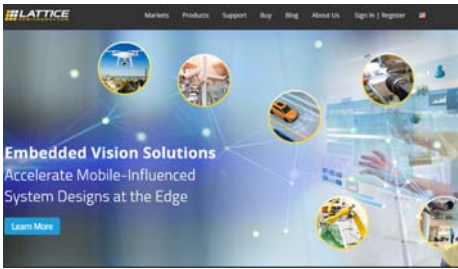 LATTICE
SEMICONDUCTOR
Markets Products Support Buy Blog About Us Sign In | Register
Embedded Vision Solutions
Accelerate Mobile-Influenced
System Designs at the Edge
Learn More